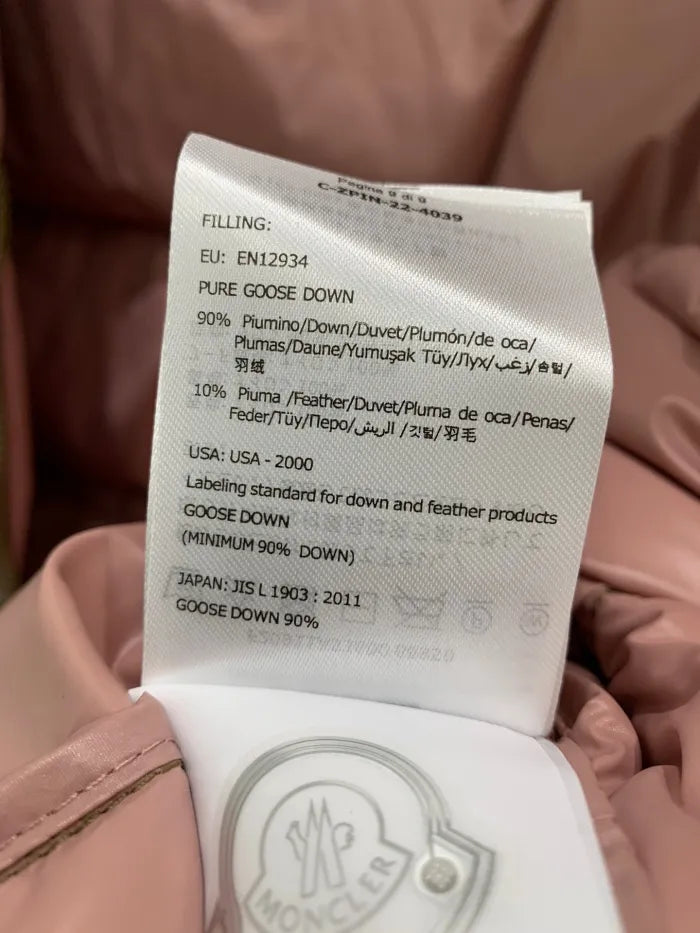 Pagina 9 di 9
C-ZPIN-22-4039
FILLING:
EU: EN12934
PURE GOOSE DOWN
90% Piumino/Down/Duvet/Plumón/de oca/
Plumas/Daune/Yumuşak Tüy/Пух/زغب/솜털/
羽绒
10% Piuma /Feather/Duvet/Pluma de oca/Penas/
Feder/Tüy/Перо/الريش /깃털/羽毛
USA: USA - 2000
Labeling standard for down and feather products
GOOSE DOWN
(MINIMUM 90% DOWN)
JAPAN: JIS L 1903 : 2011
GOOSE DOWN 90%
MONCLER